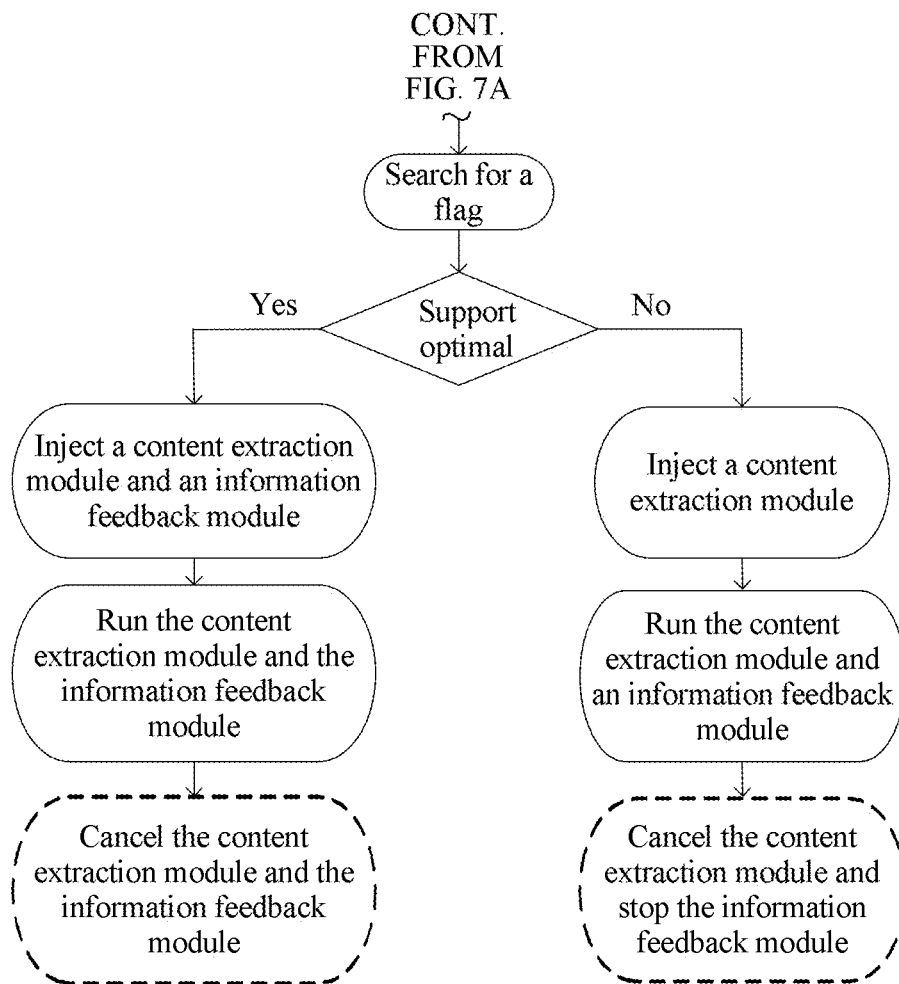 CONT.
FROM
FIG. 7A
Search for a
flag
Yes
Support
optimal
No
Inject a content extraction
module and an information
feedback module
Inject a content
extraction module
Run the content
extraction module and the
information feedback
module
Run the content
extraction module and
an information feedback
module
Cancel the content
extraction module and the
information feedback
module
Cancel the content
extraction module and
stop the information
feedback module